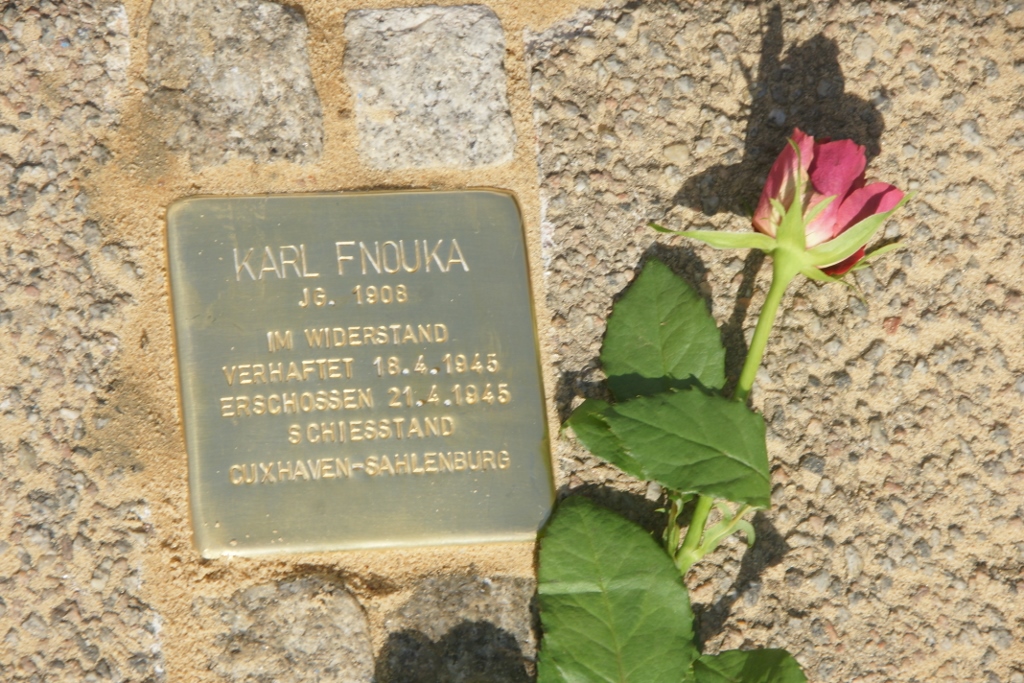 KARL FNOUKA
JG. 1908
IM WIDERSTAND
VERHAFTET 18.4.1945
ERSCHOSSEN 21.4.1945
SCHIESSTAND
CUXHAVEN-SAHLENBURG